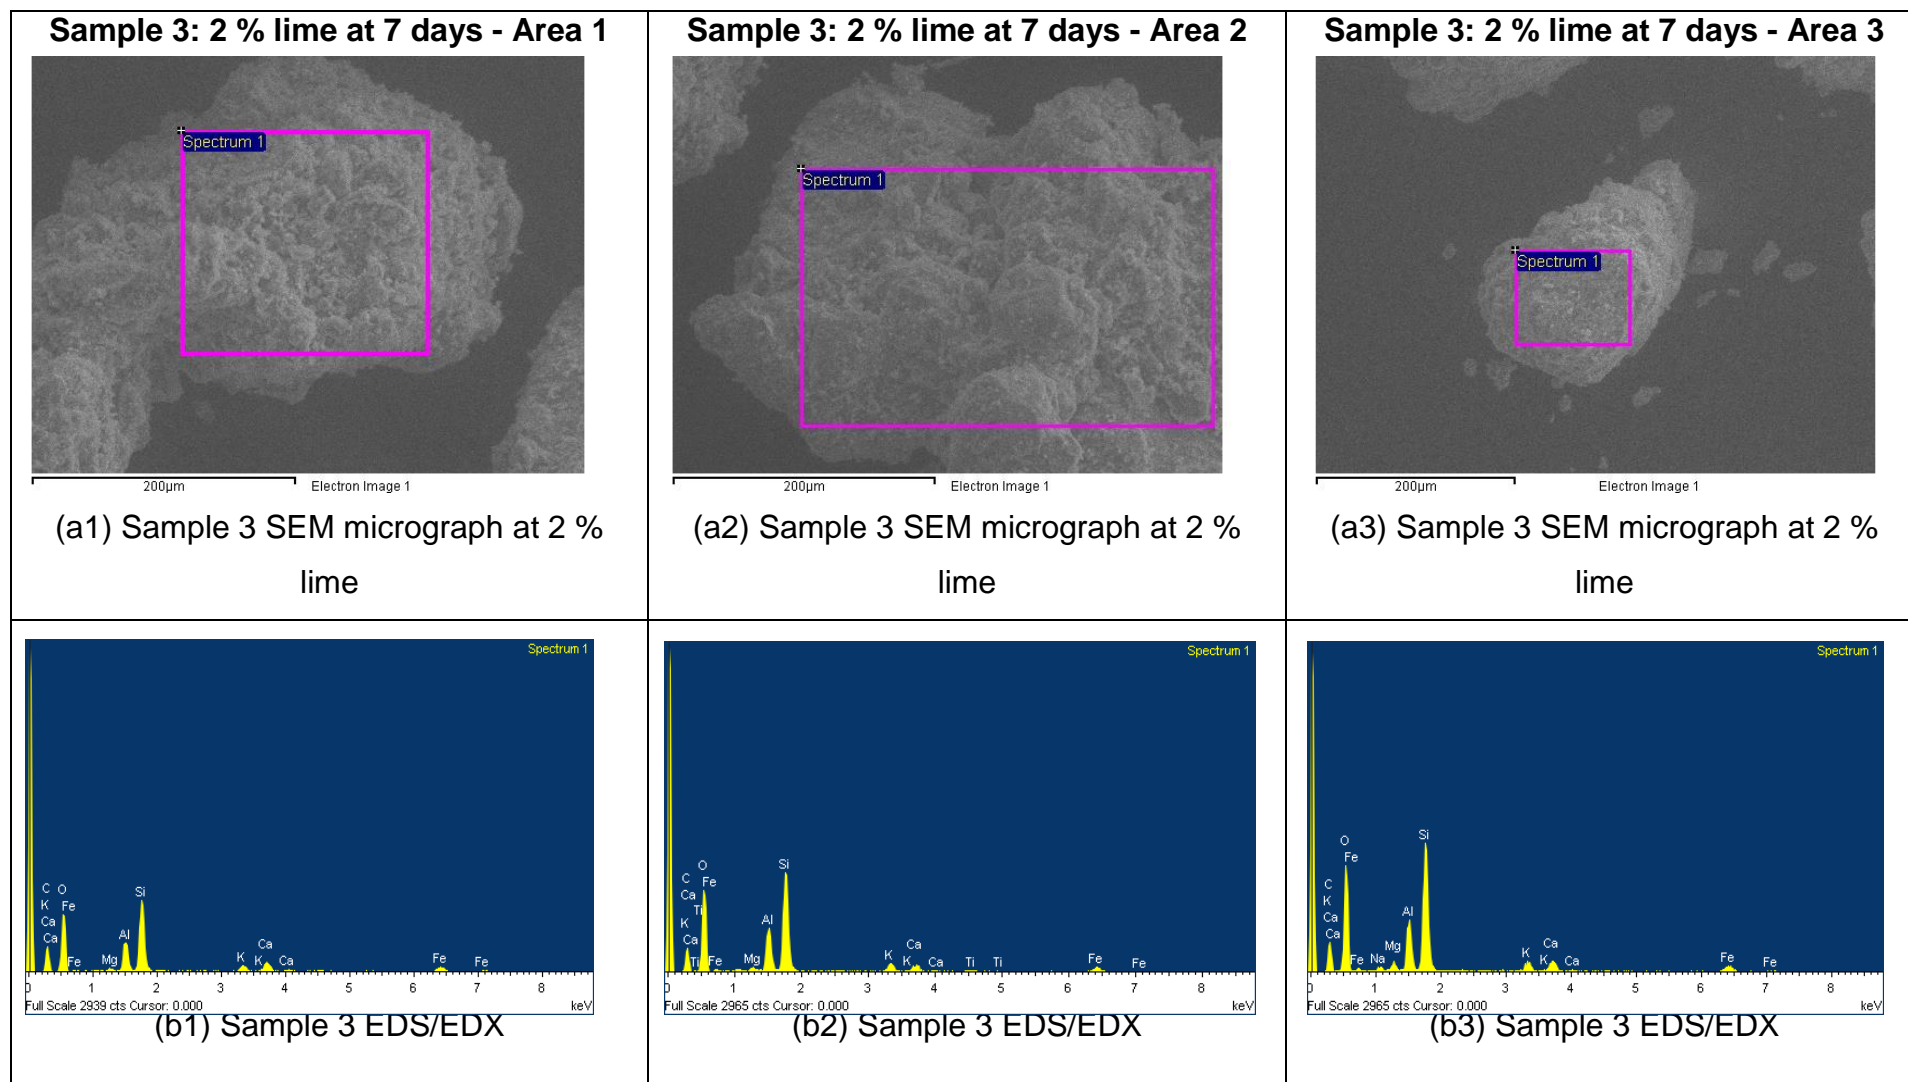 Sample 3: 2 % lime at 7 days - Area 1
Spectrum 1
200µm
Electron Image 1
(a1) Sample 3 SEM micrograph at 2 %
lime
Sample 3: 2 % lime at 7 days - Area 2
Spectrum 1
200µm
Electron Image 1
(a2) Sample 3 SEM micrograph at 2 %
lime
Sample 3: 2 % lime at 7 days - Area 3
Spectrum 1
200µm
Electron Image 1
(a3) Sample 3 SEM micrograph at 2 %
lime
Spectrum 1
C O Si
K Fe
Ca Al Ca
Ca Fe Mg K K Ca Fe Fe
0 1 2 3 4 5 6 7 8
Full Scale 2939 cts Cursor: 0.000 keV
(b1) Sample 3 EDS/EDX
Spectrum 1
O Si
C Fe
Ca Ti
K Al Ca
Ca Ti Fe Mg K K Ca Ti Ti Fe Fe
0 1 2 3 4 5 6 7 8
Full Scale 2965 cts Cursor: 0.000 keV
(b2) Sample 3 EDS/EDX
Spectrum 1
Si
O
Fe
C
K Al
Ca
Ca Fe Na Mg K K Ca Ca Fe Fe
0 1 2 3 4 5 6 7 8
Full Scale 2965 cts Cursor: 0.000 keV
(b3) Sample 3 EDS/EDX